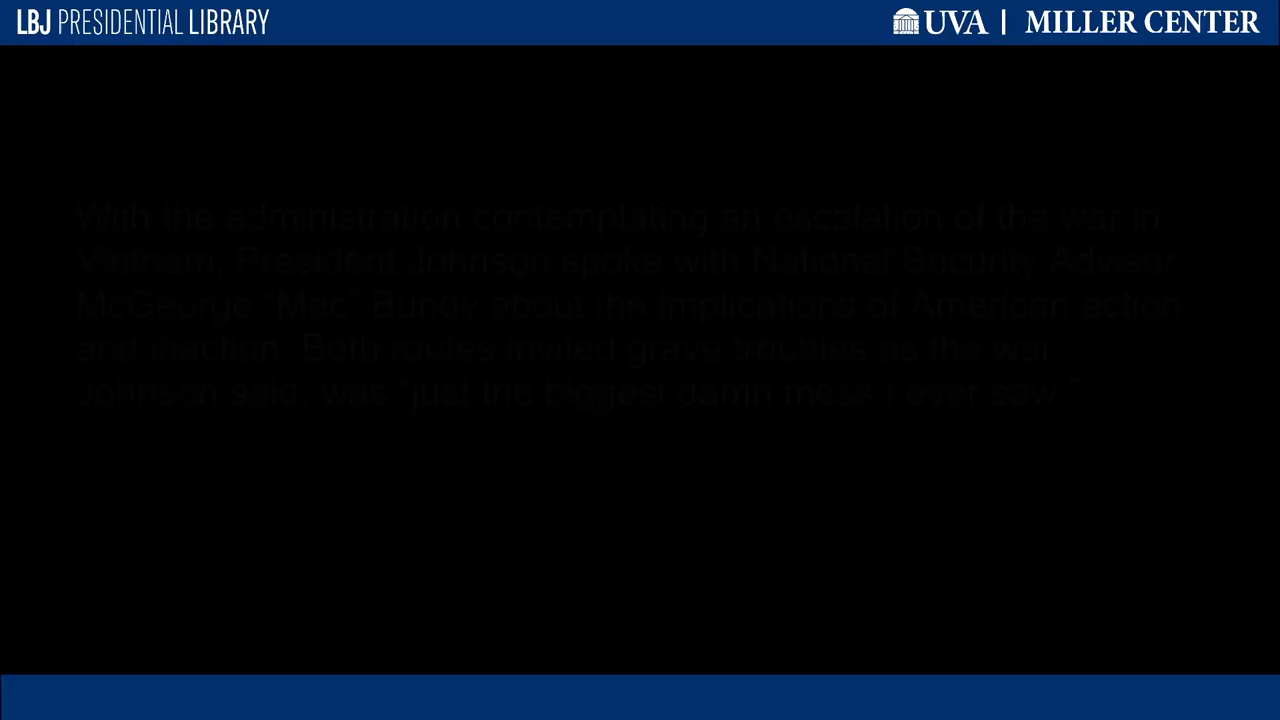 LBJ PRESIDENTIAL LIBRARY
UVA | MILLER CENTER
With the administration contemplating an escalation of the war in
Vietnam, President Johnson spoke with National Security Adviser
McGeorge "Mac" Bundy about the implications of American action
and inaction. Both routes invited grave troubles as the war,
Johnson said, was "just the biggest damn mess I ever saw."